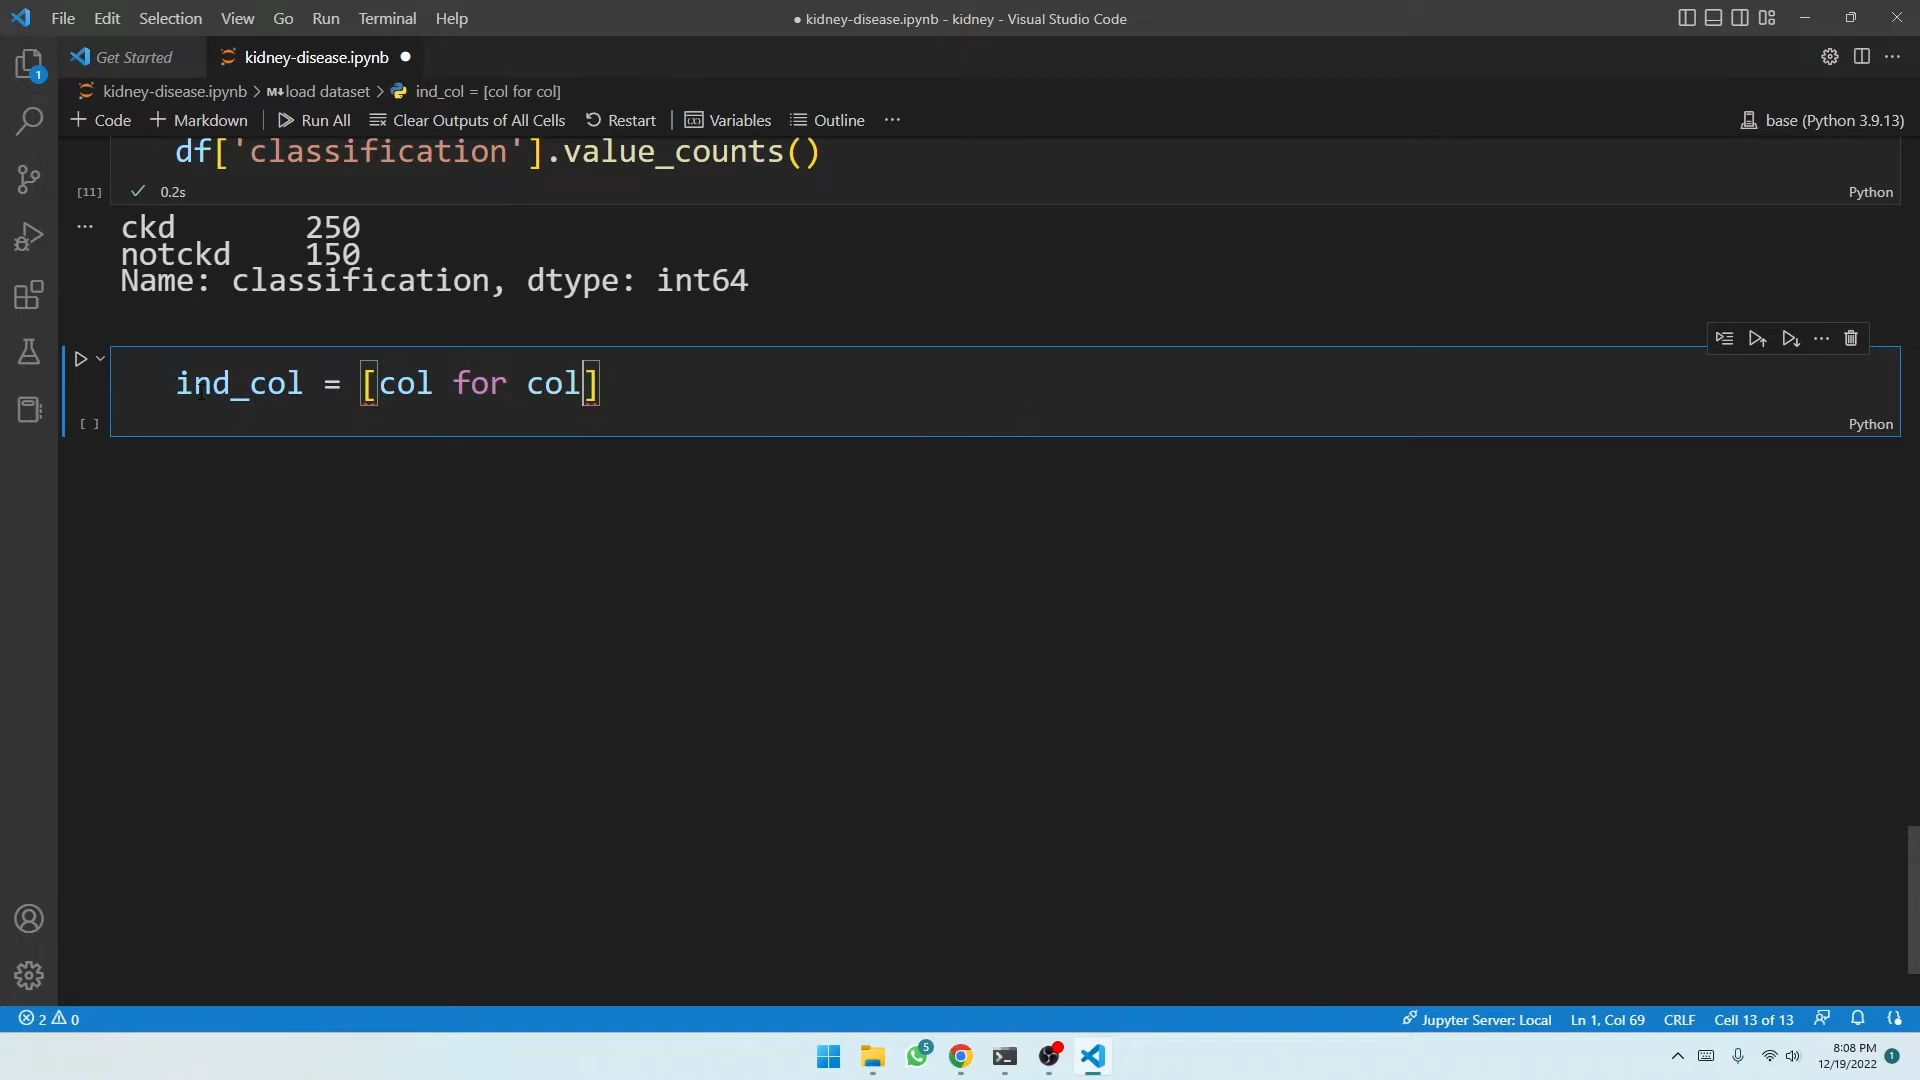 File Edit Selection View Go Run Terminal Help
● kidney-disease.ipynb - kidney - Visual Studio Code
1
Get Started
kidney-disease.ipynb ●
kidney-disease.ipynb > M↓load dataset > ind_col = [col for col]
+ Code + Markdown | Run All Clear Outputs of All Cells Restart | Variables Outline ...
base (Python 3.9.13)
df['classification'].value_counts()
[11] ✓ 0.2s
Python
... ckd 250
notckd 150
Name: classification, dtype: int64
ind_col = [col for col]
[ ]
Python
2 0
Jupyter Server: Local Ln 1, Col 69 CRLF Cell 13 of 13
5
8:08 PM
12/19/2022
1